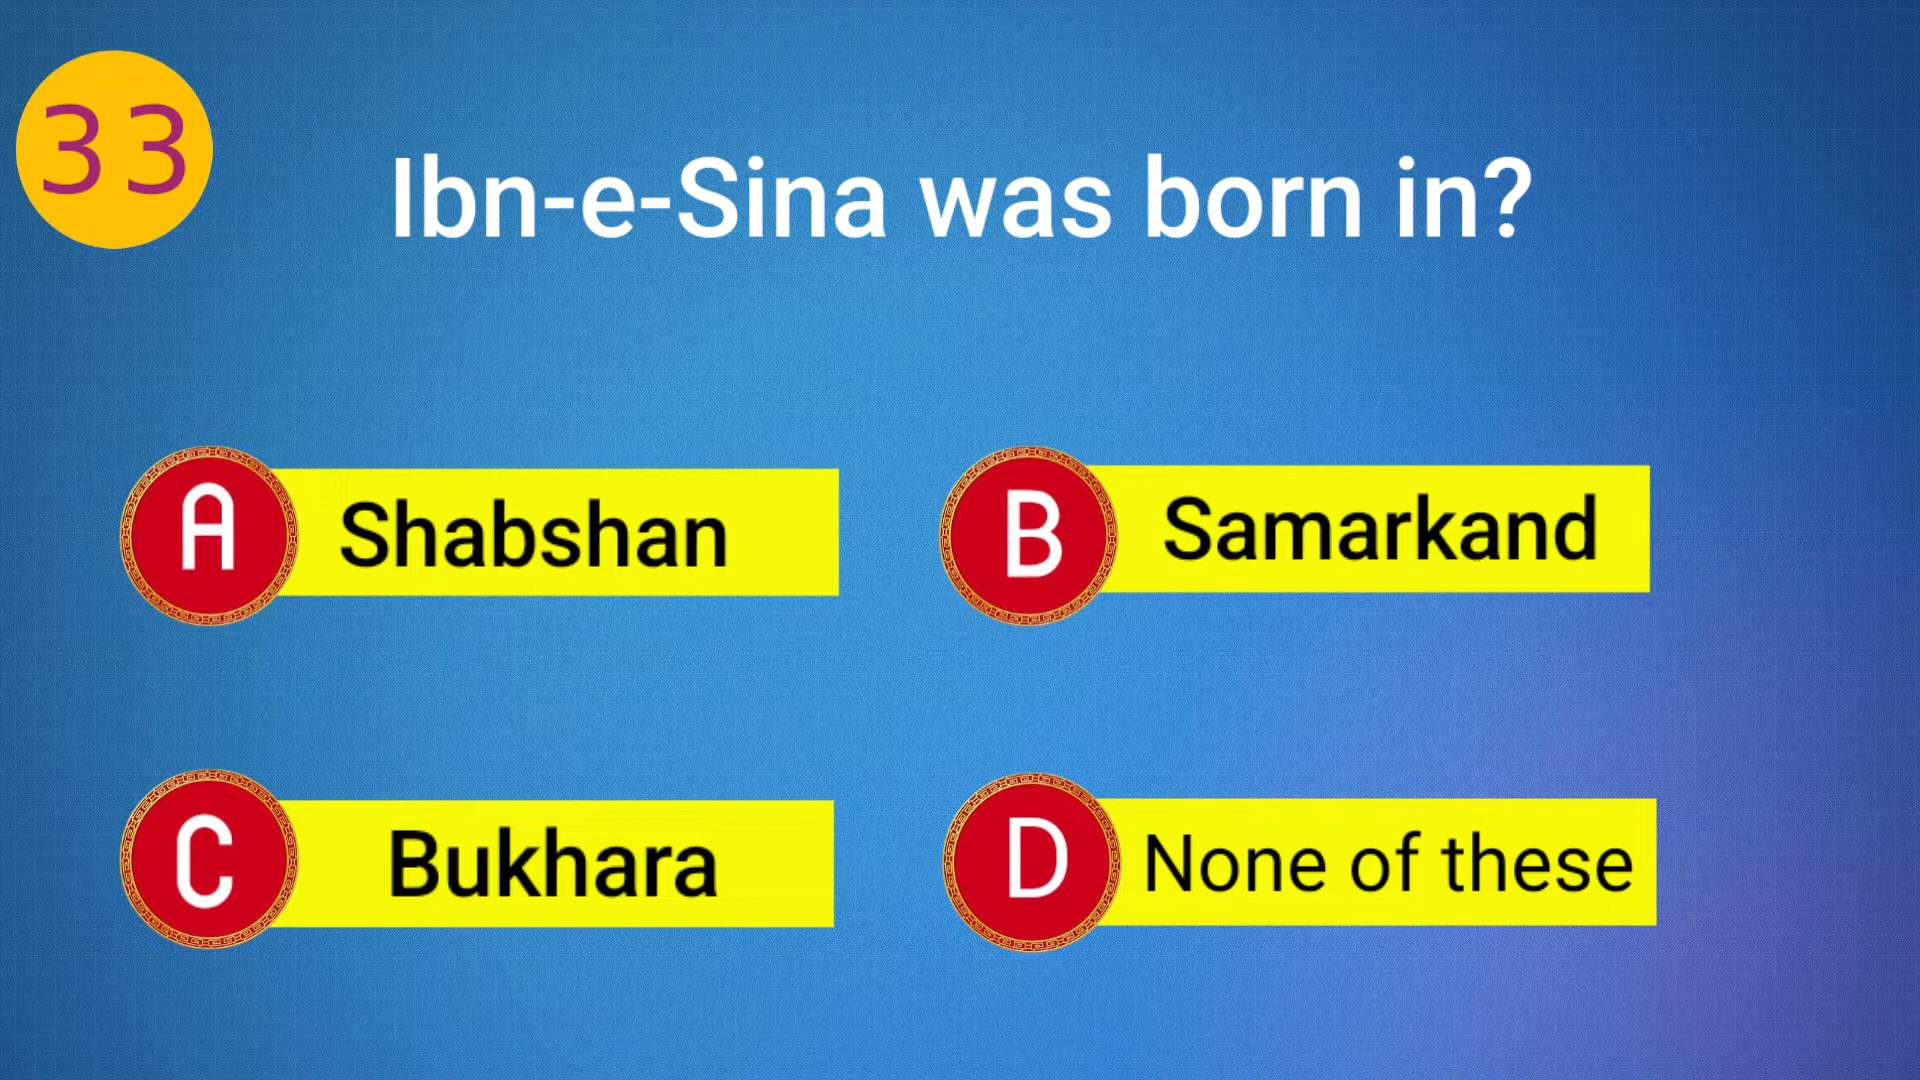 33
Ibn-e-Sina was born in?
A Shabshan
B Samarkand
C Bukhara
D None of these